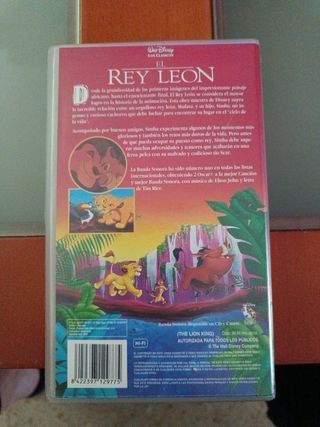 WALT DISNEY
LOS CLASICOS
EL
REY LEON
Desde la grandiosidad de las primeras imágenes del impresionante paisaje
africano, hasta el emocionante final. El Rey León se considera el mayor
logro en la historia de la animación. Esta obra maestra de Disney narra
la increíble relación entre un orgulloso rey león, Mufasa, y su hijo, Simba, un jo-
guen y curioso cachorro que debe luchar para encontrar su lugar en el "ciclo de
la vida".
Acompañado por buenos amigos, Simba experimenta algunos de los momentos más
gloriosos y también los retos más duros de la vida. Pero antes
de que pueda ocupar su puesto como rey, Simba debe supe-
rar muchas adversidades y temores que acabarán en una
feroz pelea con su malvado y codicioso tío Scar.
La Banda Sonora ha sido número uno en todas las listas
internacionales, obteniendo 2 Oscar® a la mejor Canción
y mejor Banda Sonora, con música de Elton John y letra
de Tim Rice.
Banda Sonora disponible en CD y Casete.
HI-FI
(THE LION KING)
AUTORIZADA PARA TODOS LOS PUBLICOS
© The Walt Disney Company
8 422397 129775